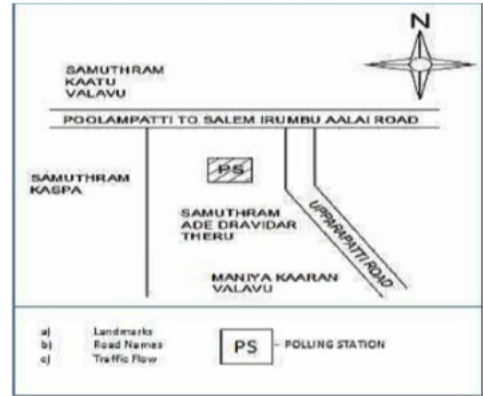 N
SAMUTHRAM
KAATU
VALAVU
POOLAMPATTI TO SALEM IRUMBU AALAI ROAD
SAMUTHRAM
KASPA
PS
SAMUTHRAM
ADE DRAVIDAR
THERU
UPPARAPATTI ROAD
MANIYA KAARAN
VALAVU
a) Landmarks
b) Road Names
c) Traffic Flow
PS - POLLING STATION